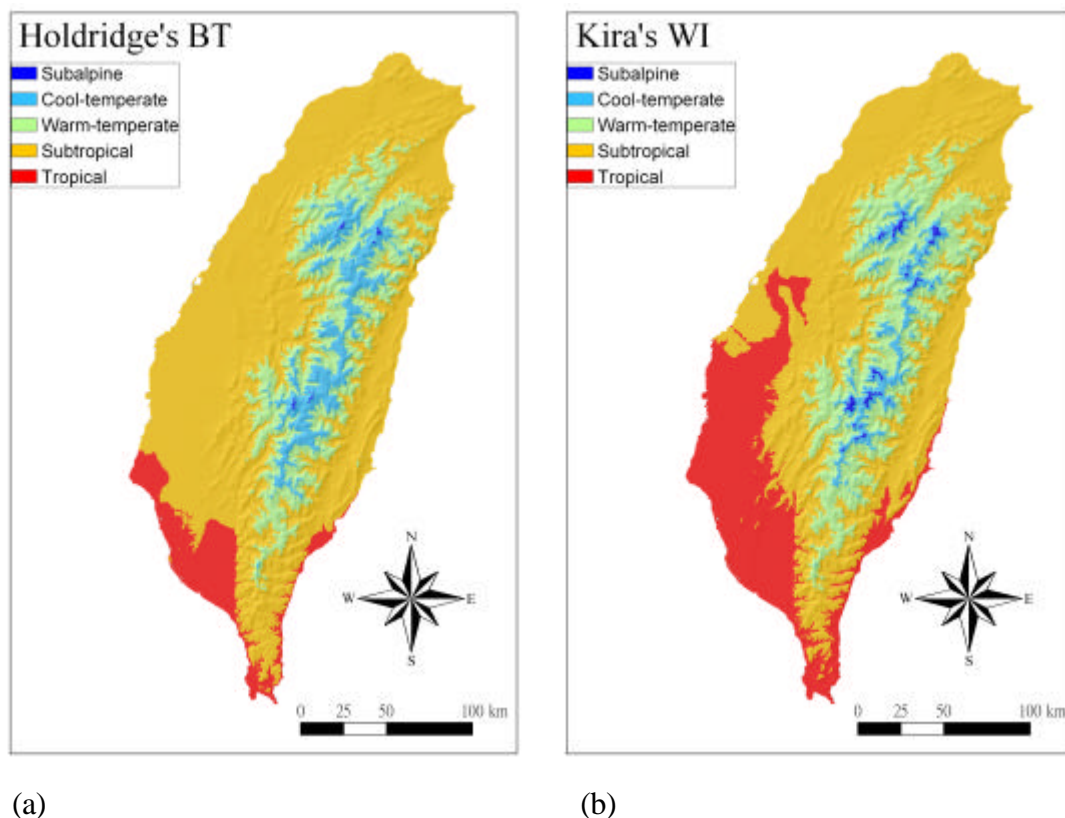 Holdridge's BT
Subalpine
Cool-temperate
Warm-temperate
Subtropical
Tropical
N
W
E
S
0 25 50 100 km
(a)
Kira's WI
Subalpine
Cool-temperate
Warm-temperate
Subtropical
Tropical
N
W
E
S
0 25 50 100 km
(b)